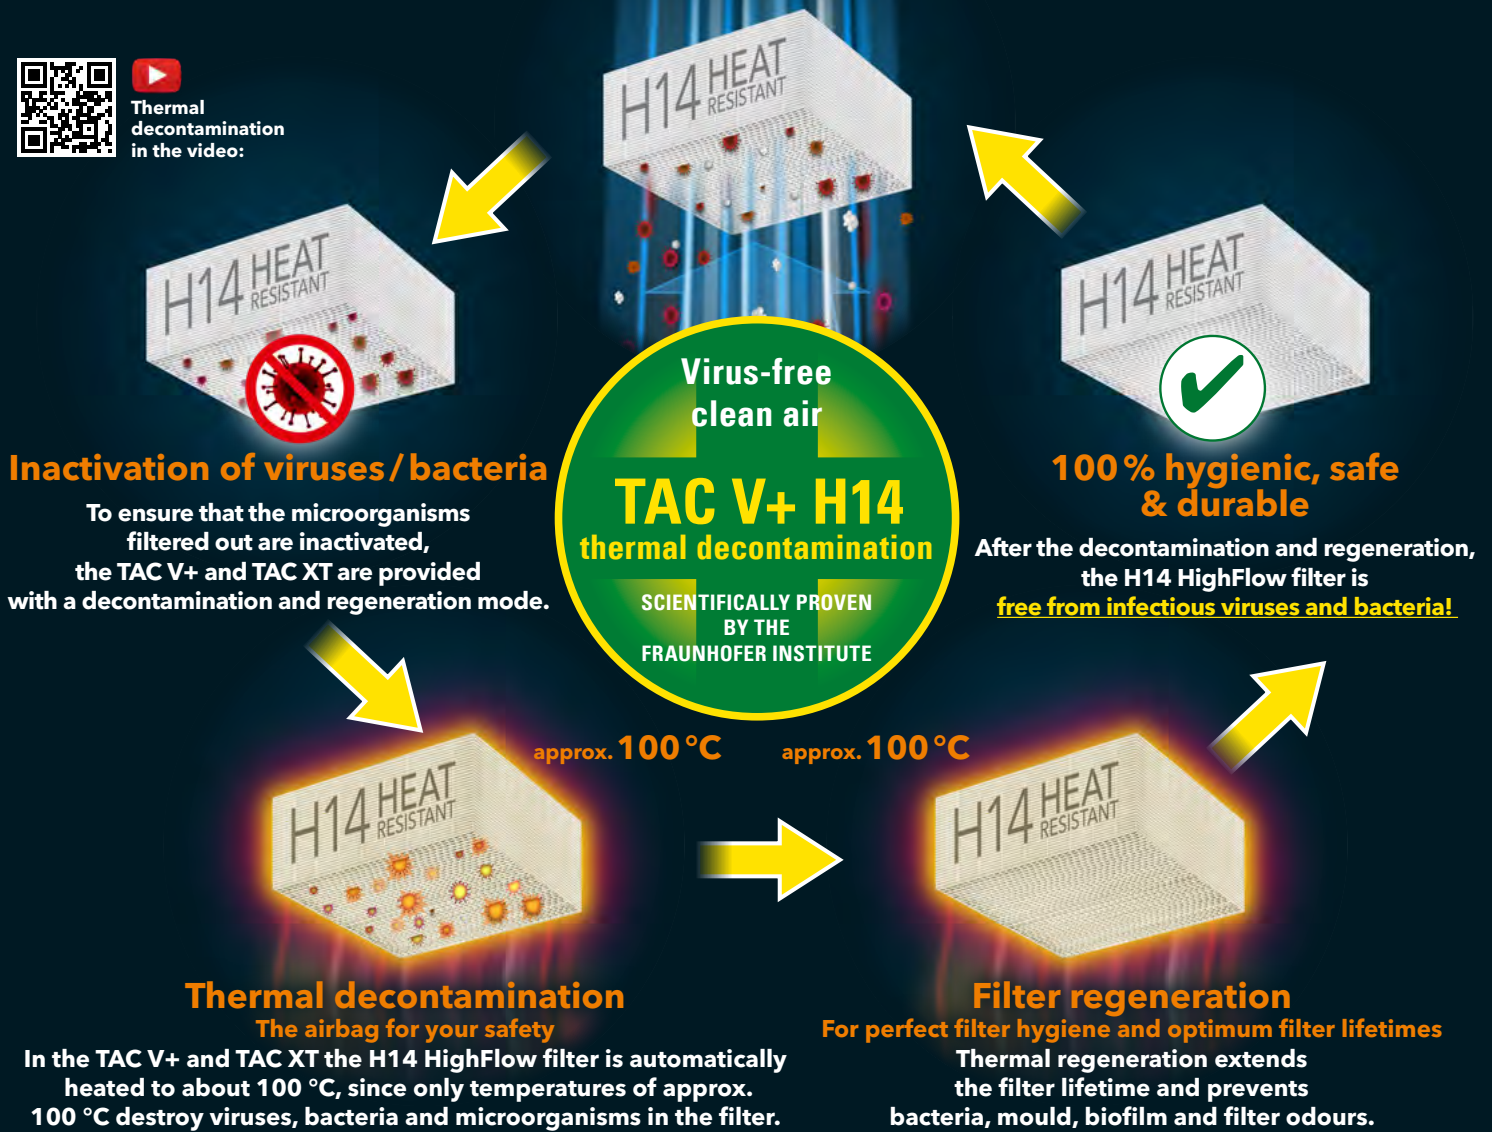 Thermal
decontamination
in the video:
H14 HEAT
RESISTANT
H14 HEAT
RESISTANT
H14 HEAT
RESISTANT
Virus-free
clean air
TAC V+ H14
thermal decontamination
SCIENTIFICALLY PROVEN
BY THE
FRAUNHOFER INSTITUTE
Inactivation of viruses / bacteria
To ensure that the microorganisms
filtered out are inactivated,
the TAC V+ and TAC XT are provided
with a decontamination and regeneration mode.
100 % hygienic, safe
& durable
After the decontamination and regeneration,
the H14 HighFlow filter is
free from infectious viruses and bacteria!
approx. 100 °C
approx. 100 °C
H14 HEAT
RESISTANT
H14 HEAT
RESISTANT
Thermal decontamination
The airbag for your safety
In the TAC V+ and TAC XT the H14 HighFlow filter is automatically
heated to about 100 °C, since only temperatures of approx.
100 °C destroy viruses, bacteria and microorganisms in the filter.
Filter regeneration
For perfect filter hygiene and optimum filter lifetimes
Thermal regeneration extends
the filter lifetime and prevents
bacteria, mould, biofilm and filter odours.